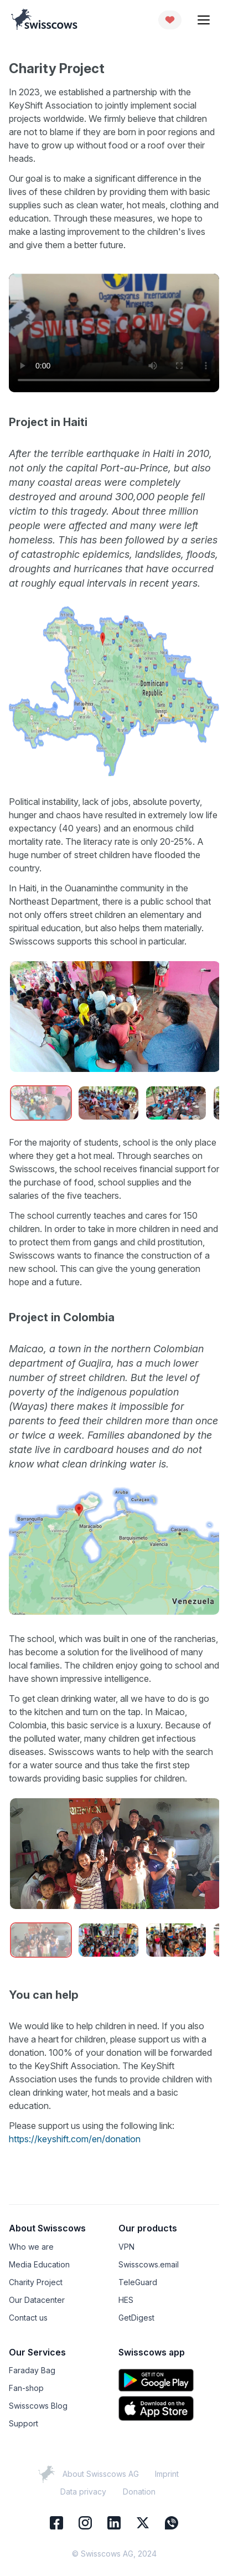 swisscows
Charity Project
In 2023, we established a partnership with the
KeyShift Association to jointly implement social
projects worldwide. We firmly believe that children
are not to blame if they are born in poor regions and
have to grow up without food or a roof over their
heads.
Our goal is to make a significant difference in the
lives of these children by providing them with basic
supplies such as clean water, hot meals, clothing and
education. Through these measures, we hope to
make a lasting improvement to the children's lives
and give them a better future.
0:00
Project in Haiti
After the terrible earthquake in Haiti in 2010,
not only the capital Port-au-Prince, but also
many coastal areas were completely
destroyed and around 300,000 people fell
victim to this tragedy. About three million
people were affected and many were left
homeless. This has been followed by a series
of catastrophic epidemics, landslides, floods,
droughts and hurricanes that have occurred
at roughly equal intervals in recent years.
Dominican
Republic
Political instability, lack of jobs, absolute poverty,
hunger and chaos have resulted in extremely low life
expectancy (40 years) and an enormous child
mortality rate. The literacy rate is only 20-25%. A
huge number of street children have flooded the
country.
In Haiti, in the Ouanaminthe community in the
Northeast Department, there is a public school that
not only offers street children an elementary and
spiritual education, but also helps them materially.
Swisscows supports this school in particular.
For the majority of students, school is the only place
where they get a hot meal. Through searches on
Swisscows, the school receives financial support for
the purchase of food, school supplies and the
salaries of the five teachers.
The school currently teaches and cares for 150
children. In order to take in more children in need and
to protect them from gangs and child prostitution,
Swisscows wants to finance the construction of a
new school. This can give the young generation
hope and a future.
Project in Colombia
Maicao, a town in the northern Colombian
department of Guajira, has a much lower
number of street children. But the level of
poverty of the indigenous population
(Wayas) there makes it impossible for
parents to feed their children more than once
or twice a week. Families abandoned by the
state live in cardboard houses and do not
know what clean drinking water is.
Aruba
Curaçao
Barranquilla
Maracaibo
Caracas
Barquisimeto
Valencia
Venezuela
The school, which was built in one of the rancherias,
has become a solution for the livelihood of many
local families. The children enjoy going to school and
have shown impressive intelligence.
To get clean drinking water, all we have to do is go
to the kitchen and turn on the tap. In Maicao,
Colombia, this basic service is a luxury. Because of
the polluted water, many children get infectious
diseases. Swisscows wants to help with the search
for a water source and thus take the first step
towards providing basic supplies for children.
You can help
We would like to help children in need. If you also
have a heart for children, please support us with a
donation. 100% of your donation will be forwarded
to the KeyShift Association. The KeyShift
Association uses the funds to provide children with
clean drinking water, hot meals and a basic
education.
Please support us using the following link:
https://keyshift.com/en/donation
About Swisscows
Who we are
Media Education
Charity Project
Our Datacenter
Contact us
Our products
VPN
Swisscows.email
TeleGuard
HES
GetDigest
Our Services
Faraday Bag
Fan-shop
Swisscows Blog
Support
Swisscows app
GET IT ON
Google Play
Download on the
App Store
About Swisscows AG
Imprint
Data privacy
Donation
© Swisscows AG, 2024